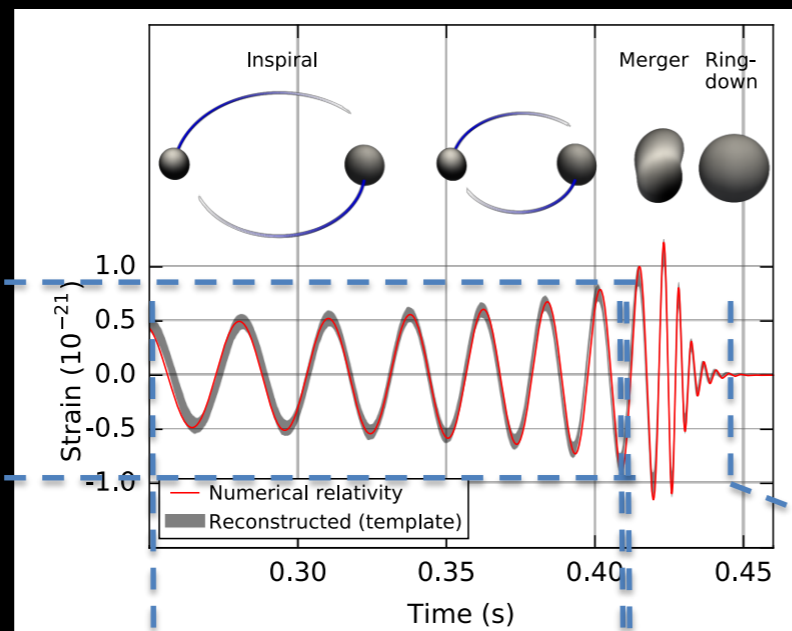 Inspiral
Merger
Ring-
down
1.0
0.5
0.0
-0.5
-1.0
Strain (10⁻²¹)
Numerical relativity
Reconstructed (template)
0.30
0.35
0.40
0.45
Time (s)